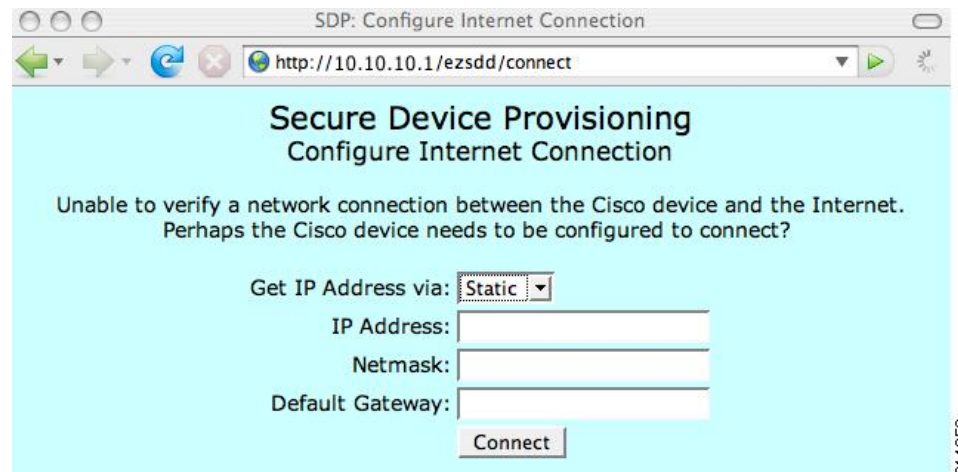 SDP: Configure Internet Connection
http://10.10.10.1/ezsdd/connect
Secure Device Provisioning
Configure Internet Connection
Unable to verify a network connection between the Cisco device and the Internet.
Perhaps the Cisco device needs to be configured to connect?
Get IP Address via: Static
IP Address:
Netmask:
Default Gateway:
Connect